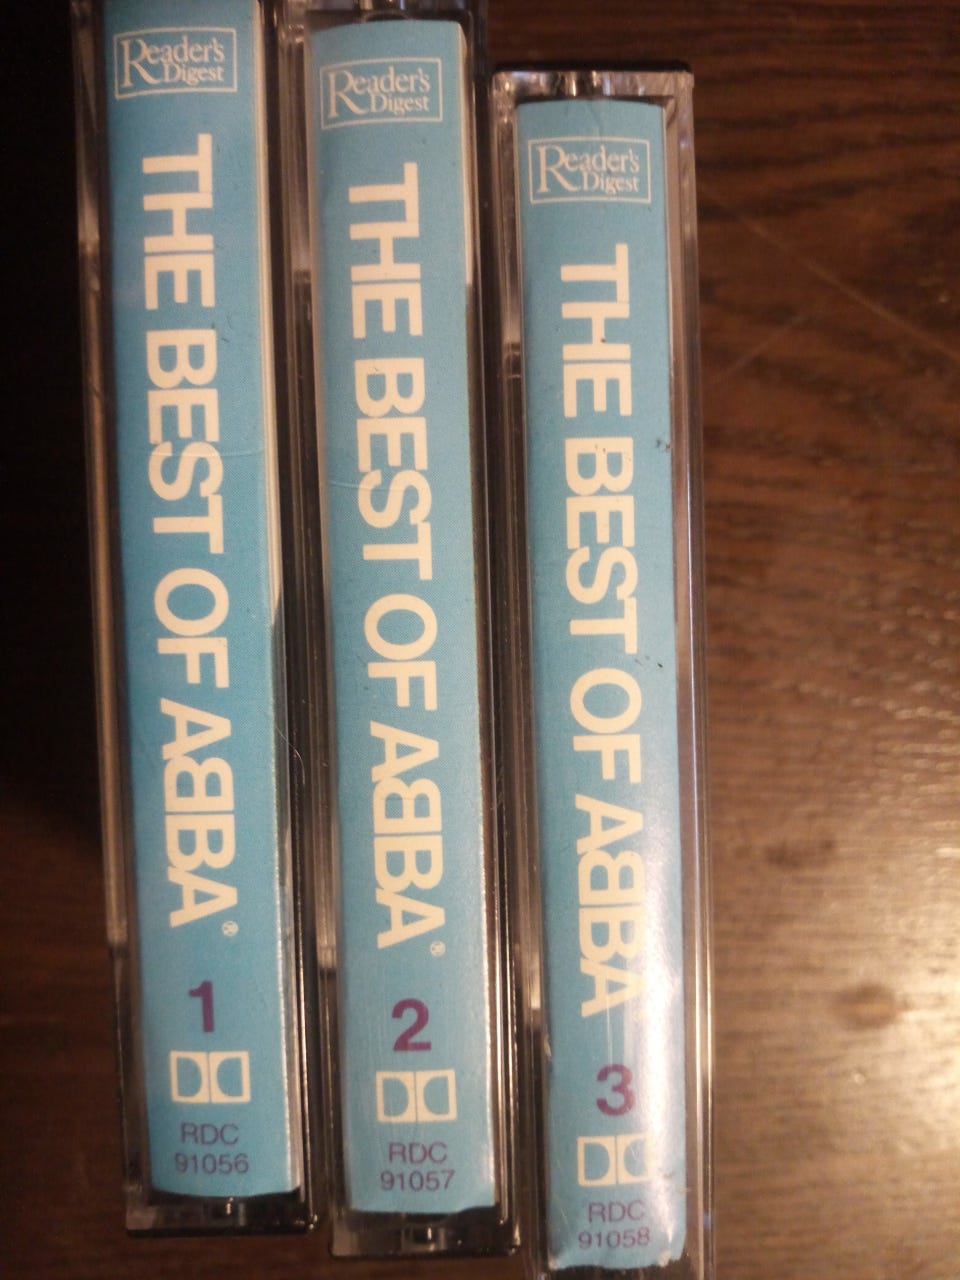 Reader's
Digest
THE BEST OF ABBA®
1
RDC
91056
Reader's
Digest
THE BEST OF ABBA®
2
RDC
91057
Reader's
Digest
THE BEST OF ABBA
3
RDC
91058